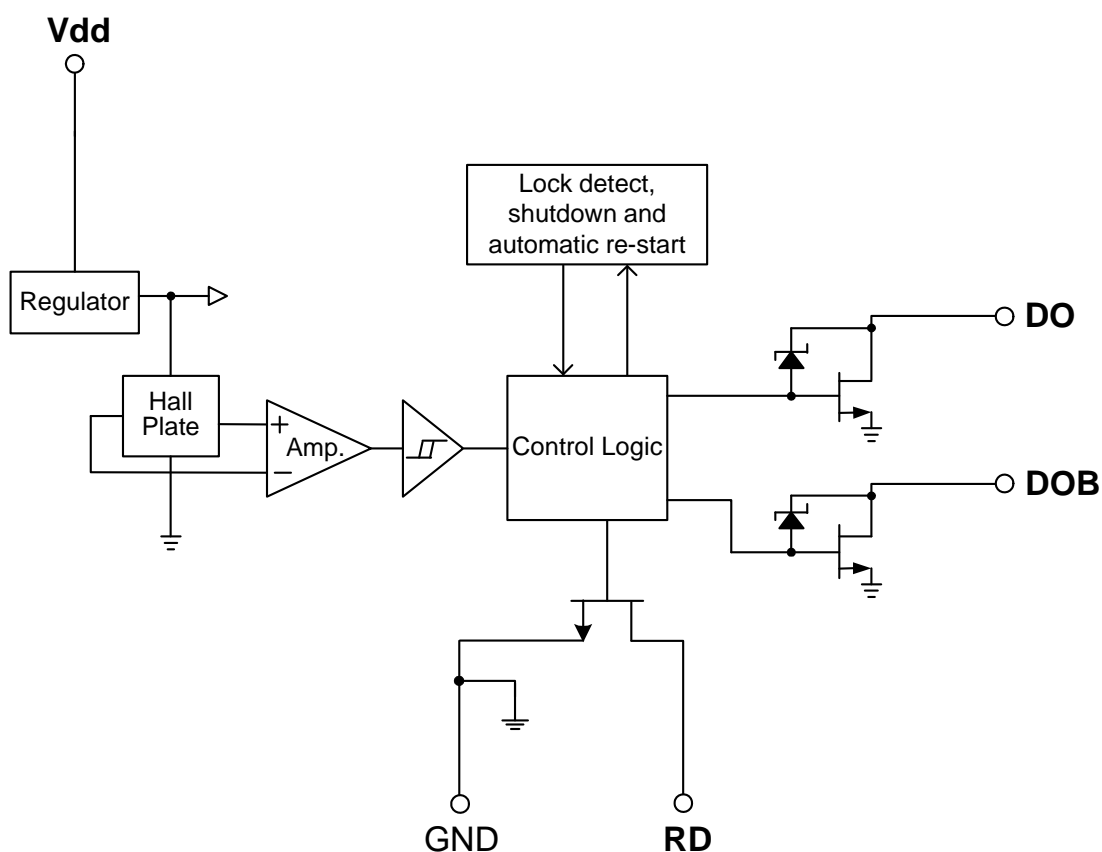 Vdd
Lock detect,
shutdown and
automatic re-start
Regulator
DO
Hall
Plate
+
Amp.
−
Control Logic
DOB
GND
RD